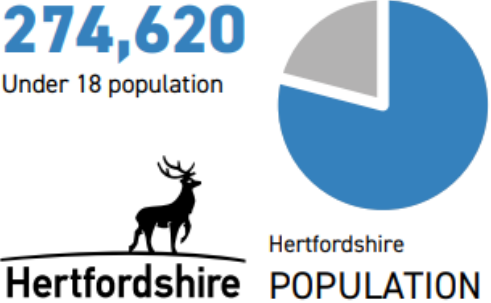 274,620
Under 18 population
Hertfordshire
Hertfordshire
POPULATION